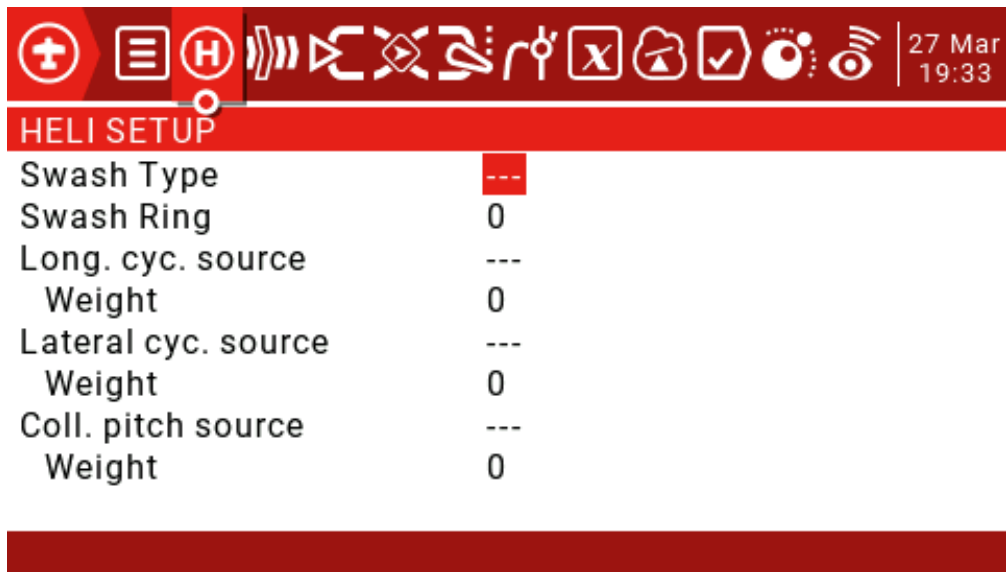 27 Mar
19:33
HELI SETUP
Swash Type ---
Swash Ring 0
Long. cyc. source ---
Weight 0
Lateral cyc. source ---
Weight 0
Coll. pitch source ---
Weight 0